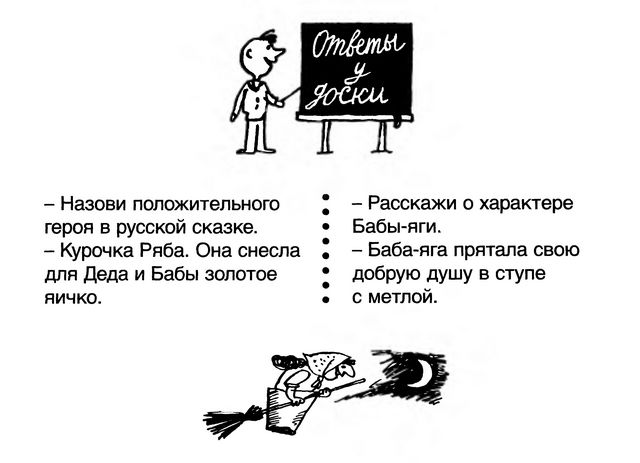 Ответы
у
доски
– Назови положительного
героя в русской сказке.
– Курочка Ряба. Она снесла
для Деда и Бабы золотое
яичко.
– Расскажи о характере
Бабы-яги.
– Баба-яга прятала свою
добрую душу в ступе
с метлой.